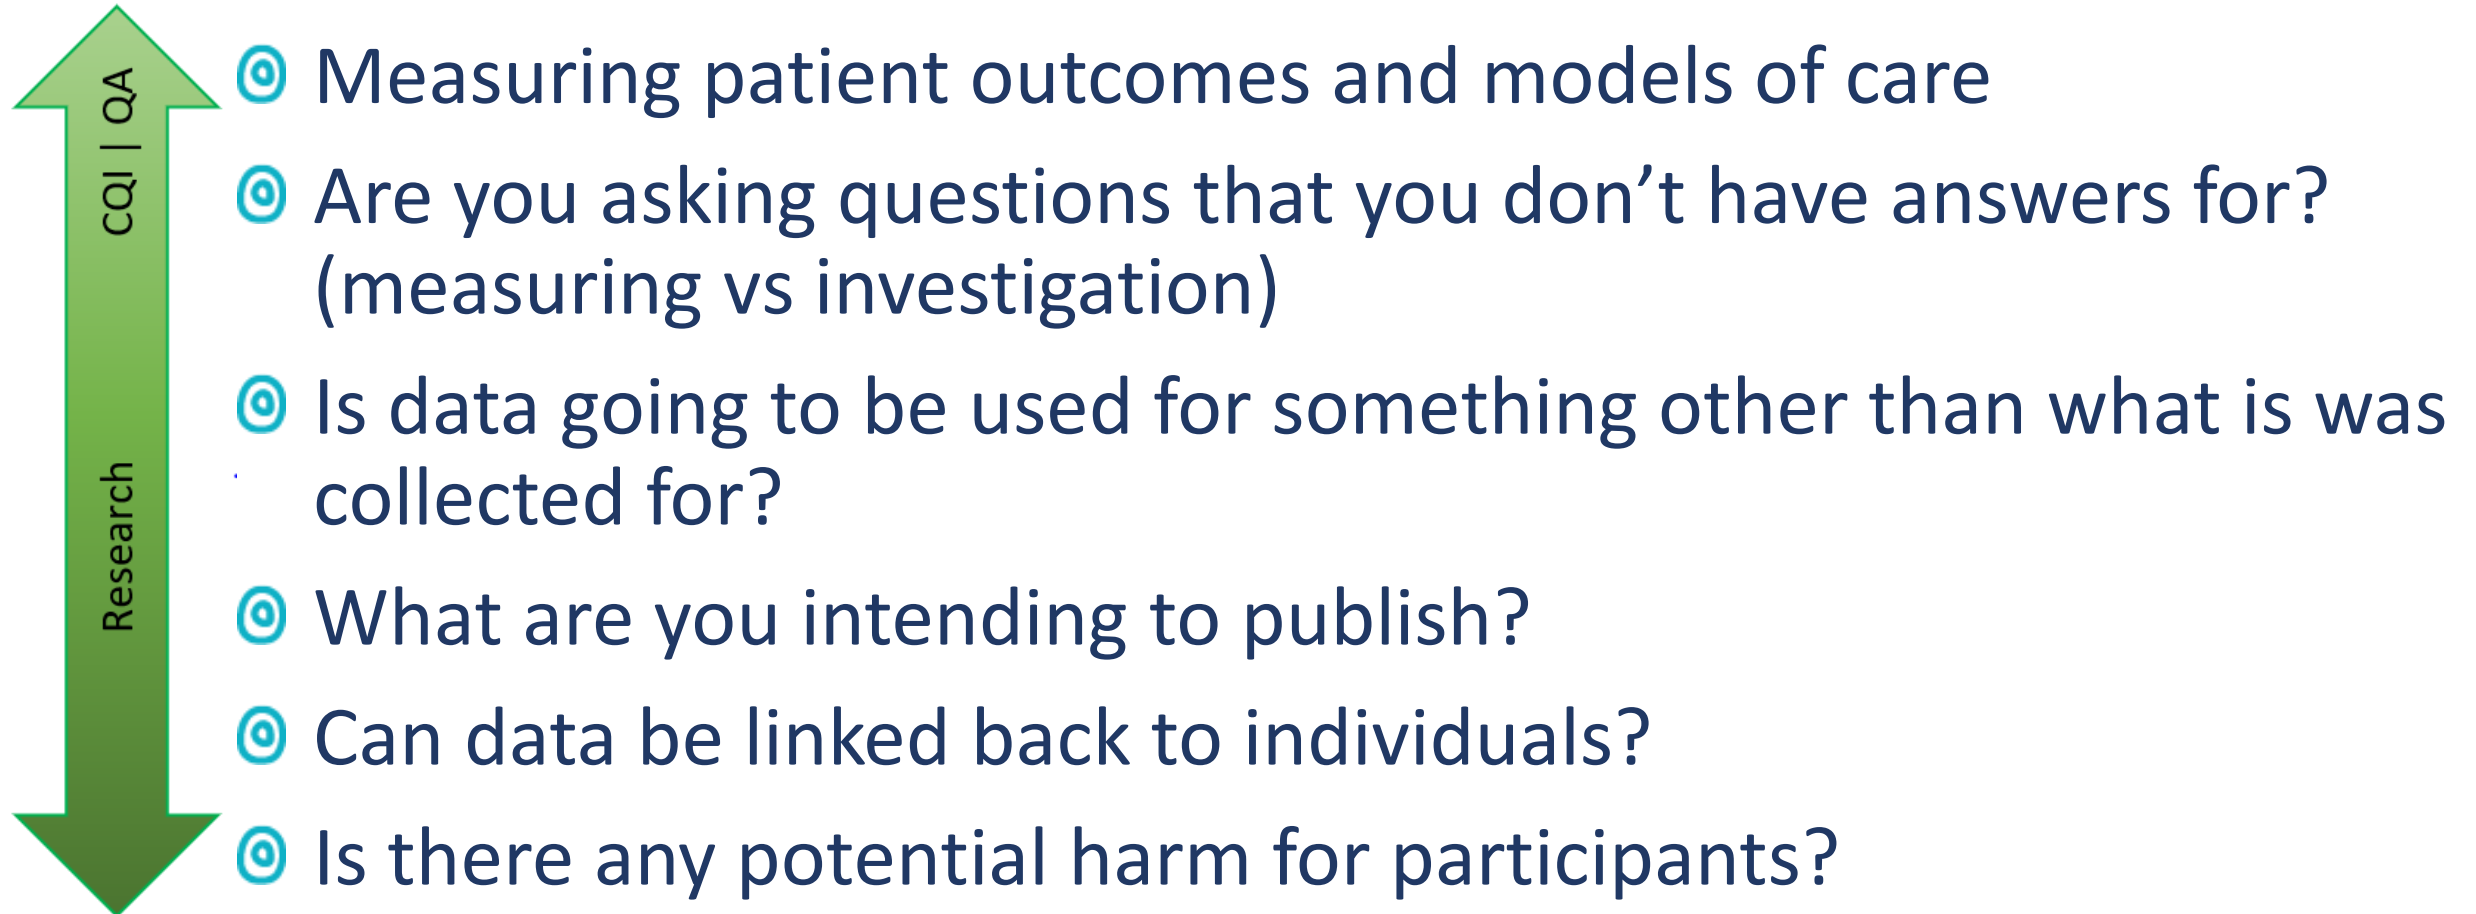 CQI | QA
Research
Measuring patient outcomes and models of care
Are you asking questions that you don’t have answers for?
(measuring vs investigation)
Is data going to be used for something other than what is was
collected for?
What are you intending to publish?
Can data be linked back to individuals?
Is there any potential harm for participants?